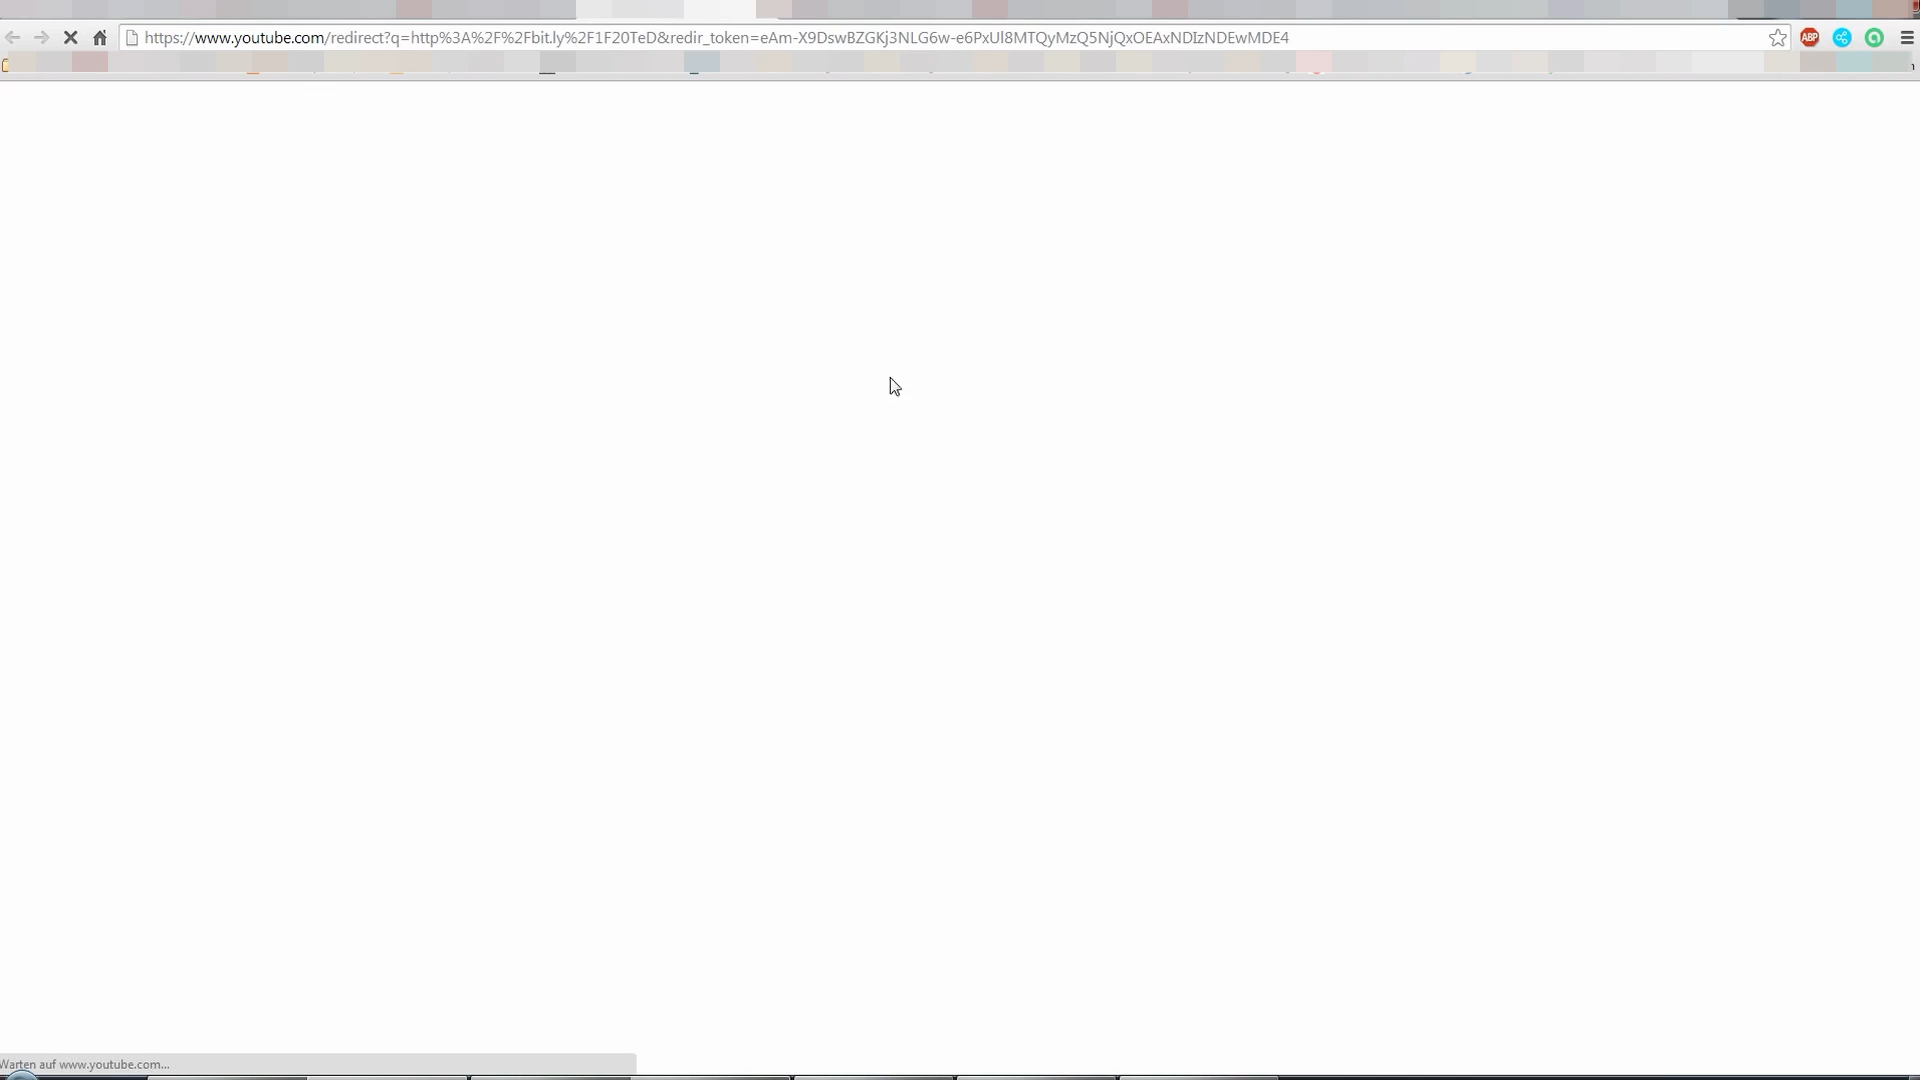 https://www.youtube.com/redirect?q=http%3A%2F%2Fbit.ly%2F1F20TeD&redir_token=eAm-X9DswBZGKj3NLG6w-e6PxUl8MTQyMzQ5NjQxOEAxNDIzNDEwMDE4
ABP
Warten auf www.youtube.com...